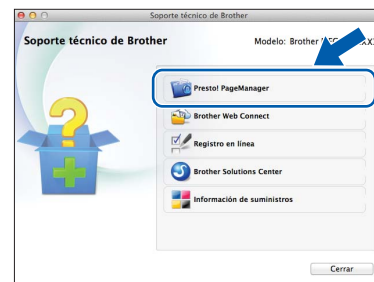 Soporte técnico de Brother
Soporte técnico de Brother
Modelo: Brother
Presto! PageManager
Brother Web Connect
Registro en línea
Brother Solutions Center
Información de suministros
Cerrar